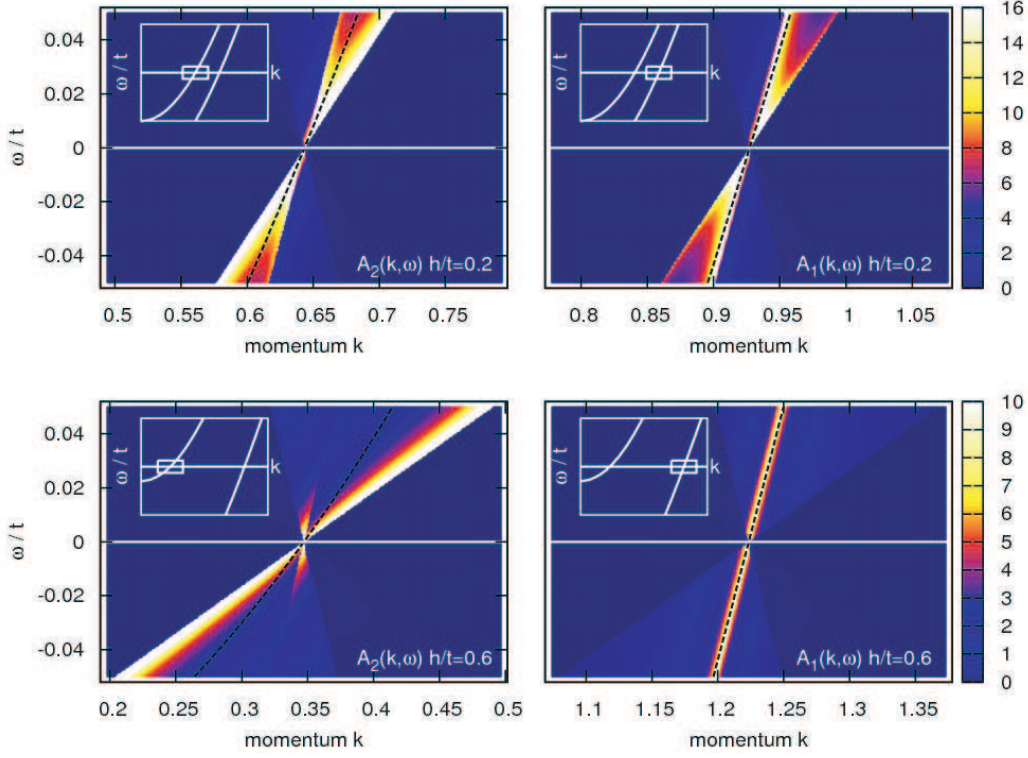 0.04
0.02
0
-0.02
-0.04
ω / t
ω / t
k
A₂(k,ω) h/t=0.2
0.5 0.55 0.6 0.65 0.7 0.75
momentum k
ω / t
k
A₁(k,ω) h/t=0.2
0.8 0.85 0.9 0.95 1 1.05
momentum k
16
14
12
10
8
6
4
2
0
0.04
0.02
0
-0.02
-0.04
ω / t
ω / t
k
A₂(k,ω) h/t=0.6
0.2 0.25 0.3 0.35 0.4 0.45 0.5
momentum k
ω / t
k
A₁(k,ω) h/t=0.6
1.1 1.15 1.2 1.25 1.3 1.35
momentum k
10
9
8
7
6
5
4
3
2
1
0